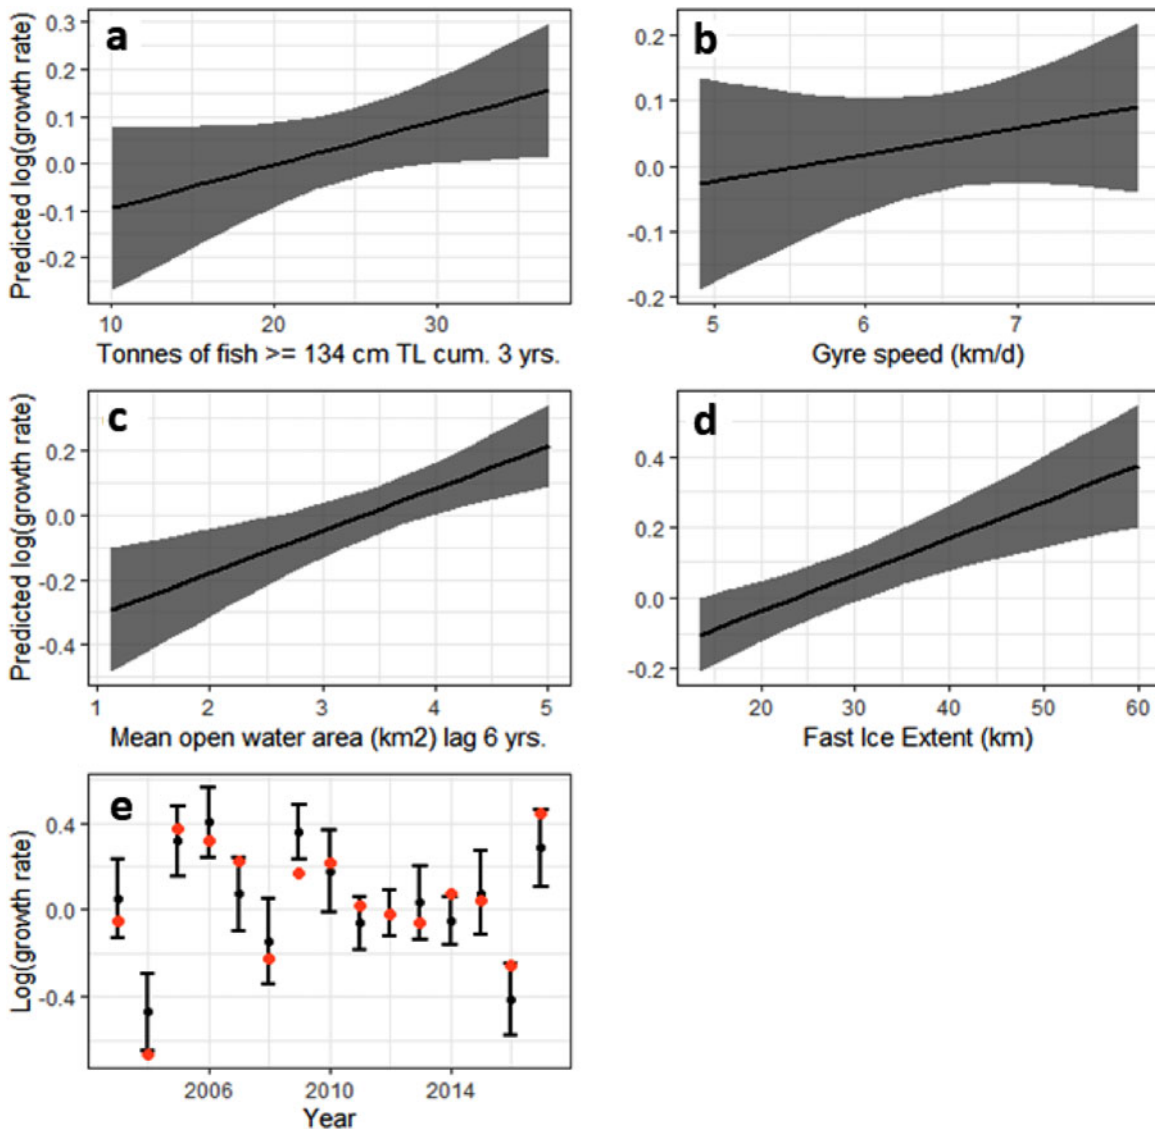 a
Predicted log(growth rate)
0.3
0.2
0.1
0.0
-0.1
-0.2
10 20 30
Tonnes of fish >= 134 cm TL cum. 3 yrs.
b
0.2
0.1
0.0
-0.1
-0.2
5 6 7
Gyre speed (km/d)
c
Predicted log(growth rate)
0.2
0.0
-0.2
-0.4
1 2 3 4 5
Mean open water area (km2) lag 6 yrs.
d
0.4
0.2
0.0
-0.2
20 30 40 50 60
Fast Ice Extent (km)
e
Log(growth rate)
0.4
0.0
-0.4
2006 2010 2014
Year